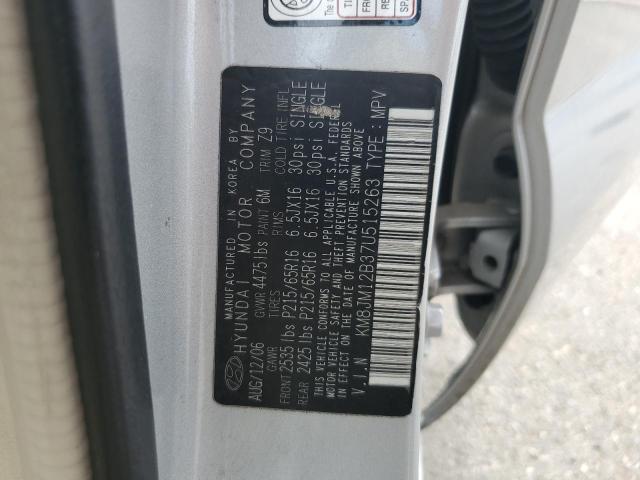 MANUFACTURED IN KOREA BY
HYUNDAI MOTOR COMPANY
AUG/12/06 GVWR 4475lbs PAINT 6M TRIM Z9
GAWR TIRES RIMS COLD TIRE INFL
FRONT 2535 lbs P215/65R16 6.5JX16 30psi SINGLE
REAR 2425 lbs P215/65R16 6.5JX16 30psi SINGLE
THIS VEHICLE CONFORMS TO ALL APPLICABLE U.S.A. FEDERAL
MOTOR VEHICLE SAFETY AND THEFT PREVENTION STANDARDS
IN EFFECT ON THE DATE OF MANUFACTURE SHOWN ABOVE
V.I.N KM8JM12B37U515263 TYPE : MPV
The